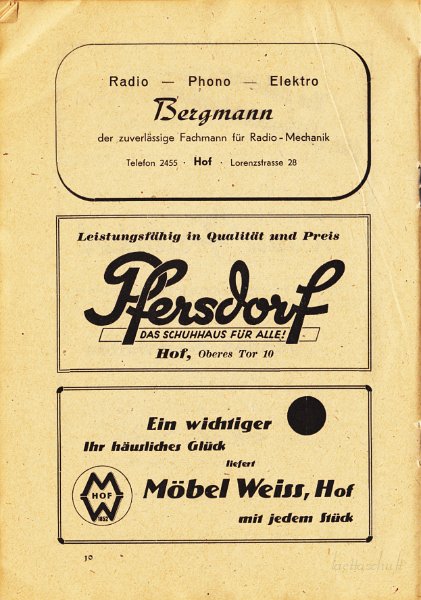 Radio — Phono — Elektro
Bergmann
der zuverlässige Fachmann für Radio-Mechanik
Telefon 2455 · Hof · Lorenzstrasse 28
Leistungsfähig in Qualität und Preis
Pfersdorf
DAS SCHUHHAUS FÜR ALLE!
Hof, Oberes Tor 10
Ein wichtiger
Ihr häusliches Glück
liefert
Möbel Weiss, Hof
mit jedem Stück
HOF
1852
10